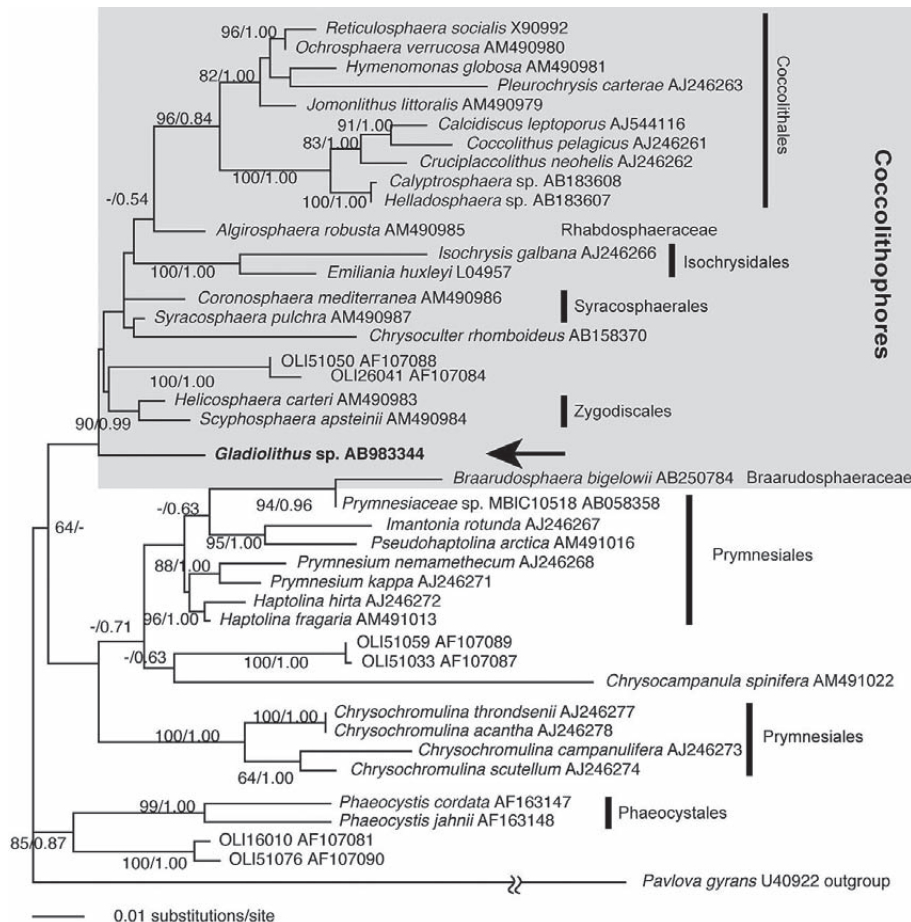 96/1.00
Reticulosphaera socialis X90992
Ochrosphaera verrucosa AM490980
82/1.00
Hymenomonas globosa AM490981
Pleurochrysis carterae AJ246263
Jomonlithus littoralis AM490979
96/0.84
91/1.00
Calcidiscus leptoporus AJ544116
83/1.00
Coccolithus pelagicus AJ246261
Cruciplaccolithus neohelis AJ246262
100/1.00
Calyptrosphaera sp. AB183608
100/1.00
Helladosphaera sp. AB183607
Coccolithales
Coccolithophores
-/0.54
Algirosphaera robusta AM490985 Rhabdosphaeraceae
Isochrysis galbana AJ246266
100/1.00
Emiliania huxleyi L04957
Isochrysidales
Coronosphaera mediterranea AM490986
Syracosphaera pulchra AM490987
Syracosphaerales
Chrysoculter rhomboideus AB158370
OLI51050 AF107088
100/1.00
OLI26041 AF107084
Helicosphaera carteri AM490983
Scyphosphaera apsteinii AM490984
Zygodiscales
90/0.99
Gladiolithus sp. AB983344
Braarudosphaera bigelowii AB250784 Braarudosphaeraceae
94/0.96
Prymnesiaceae sp. MBIC10518 AB058358
-/0.63
Imantonia rotunda AJ246267
95/1.00
Pseudohaptolina arctica AM491016
64/-
88/1.00
Prymnesium nemamethecum AJ246268
Prymnesium kappa AJ246271
Haptolina hirta AJ246272
96/1.00
Haptolina fragaria AM491013
Prymnesiales
-/0.71
OLI51059 AF107089
-/0.63
100/1.00
OLI51033 AF107087
Chrysocampanula spinifera AM491022
100/1.00
Chrysochromulina throndsenii AJ246277
Chrysochromulina acantha AJ246278
100/1.00
Chrysochromulina campanulifera AJ246273
64/1.00
Chrysochromulina scutellum AJ246274
Prymnesiales
99/1.00
Phaeocystis cordata AF163147
Phaeocystis jahnii AF163148
Phaeocystales
85/0.87
OLI16010 AF107081
100/1.00
OLI51076 AF107090
Pavlova gyrans U40922 outgroup
0.01 substitutions/site